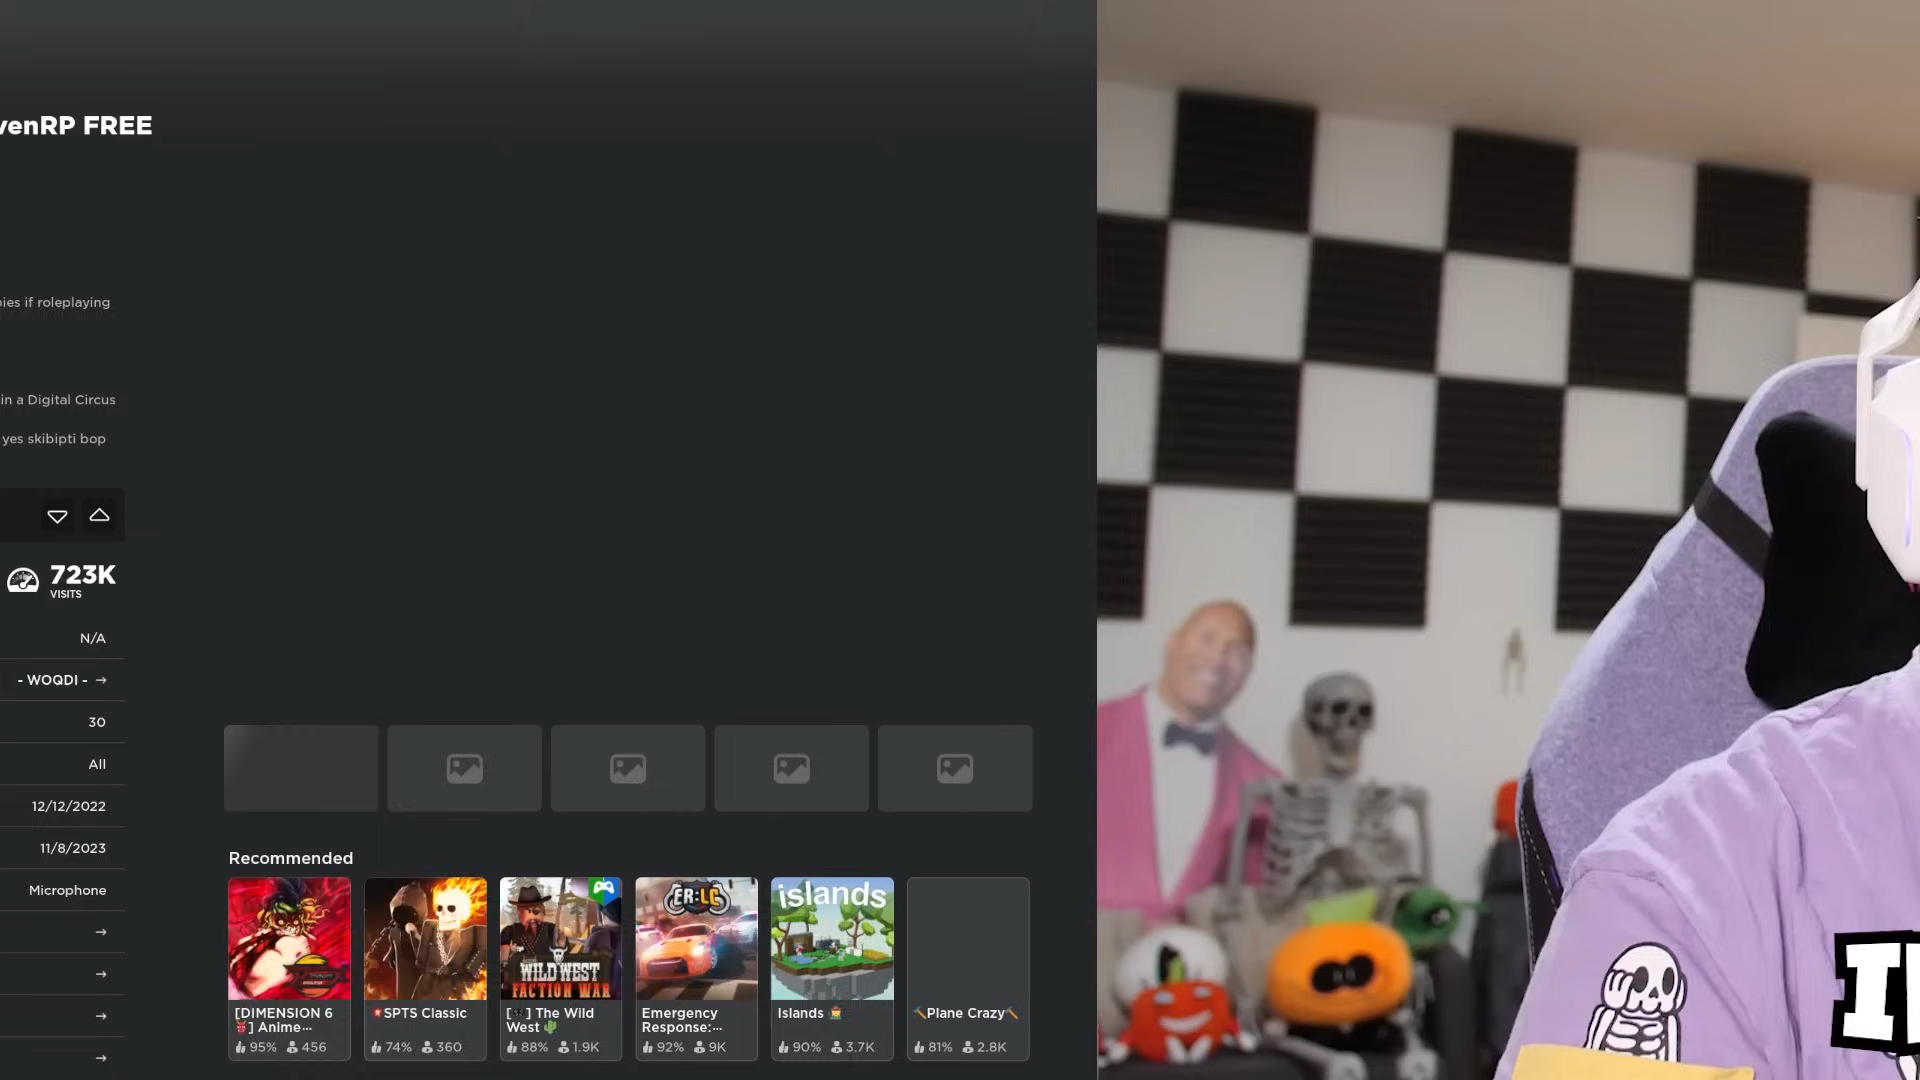 venRP FREE
ies if roleplaying
in a Digital Circus
yes skibipti bop
723K
VISITS
N/A
- WOQDI - →
30
All
12/12/2022
11/8/2023
Microphone
→
→
→
→
Recommended
WILD WEST
FACTION WAR
ER:LC
islands
[DIMENSION 6
] Anime...
95% 456
SPTS Classic
74% 360
[ ] The Wild
West
88% 1.9K
Emergency
Response:...
92% 9K
Islands
90% 3.7K
Plane Crazy
81% 2.8K
I